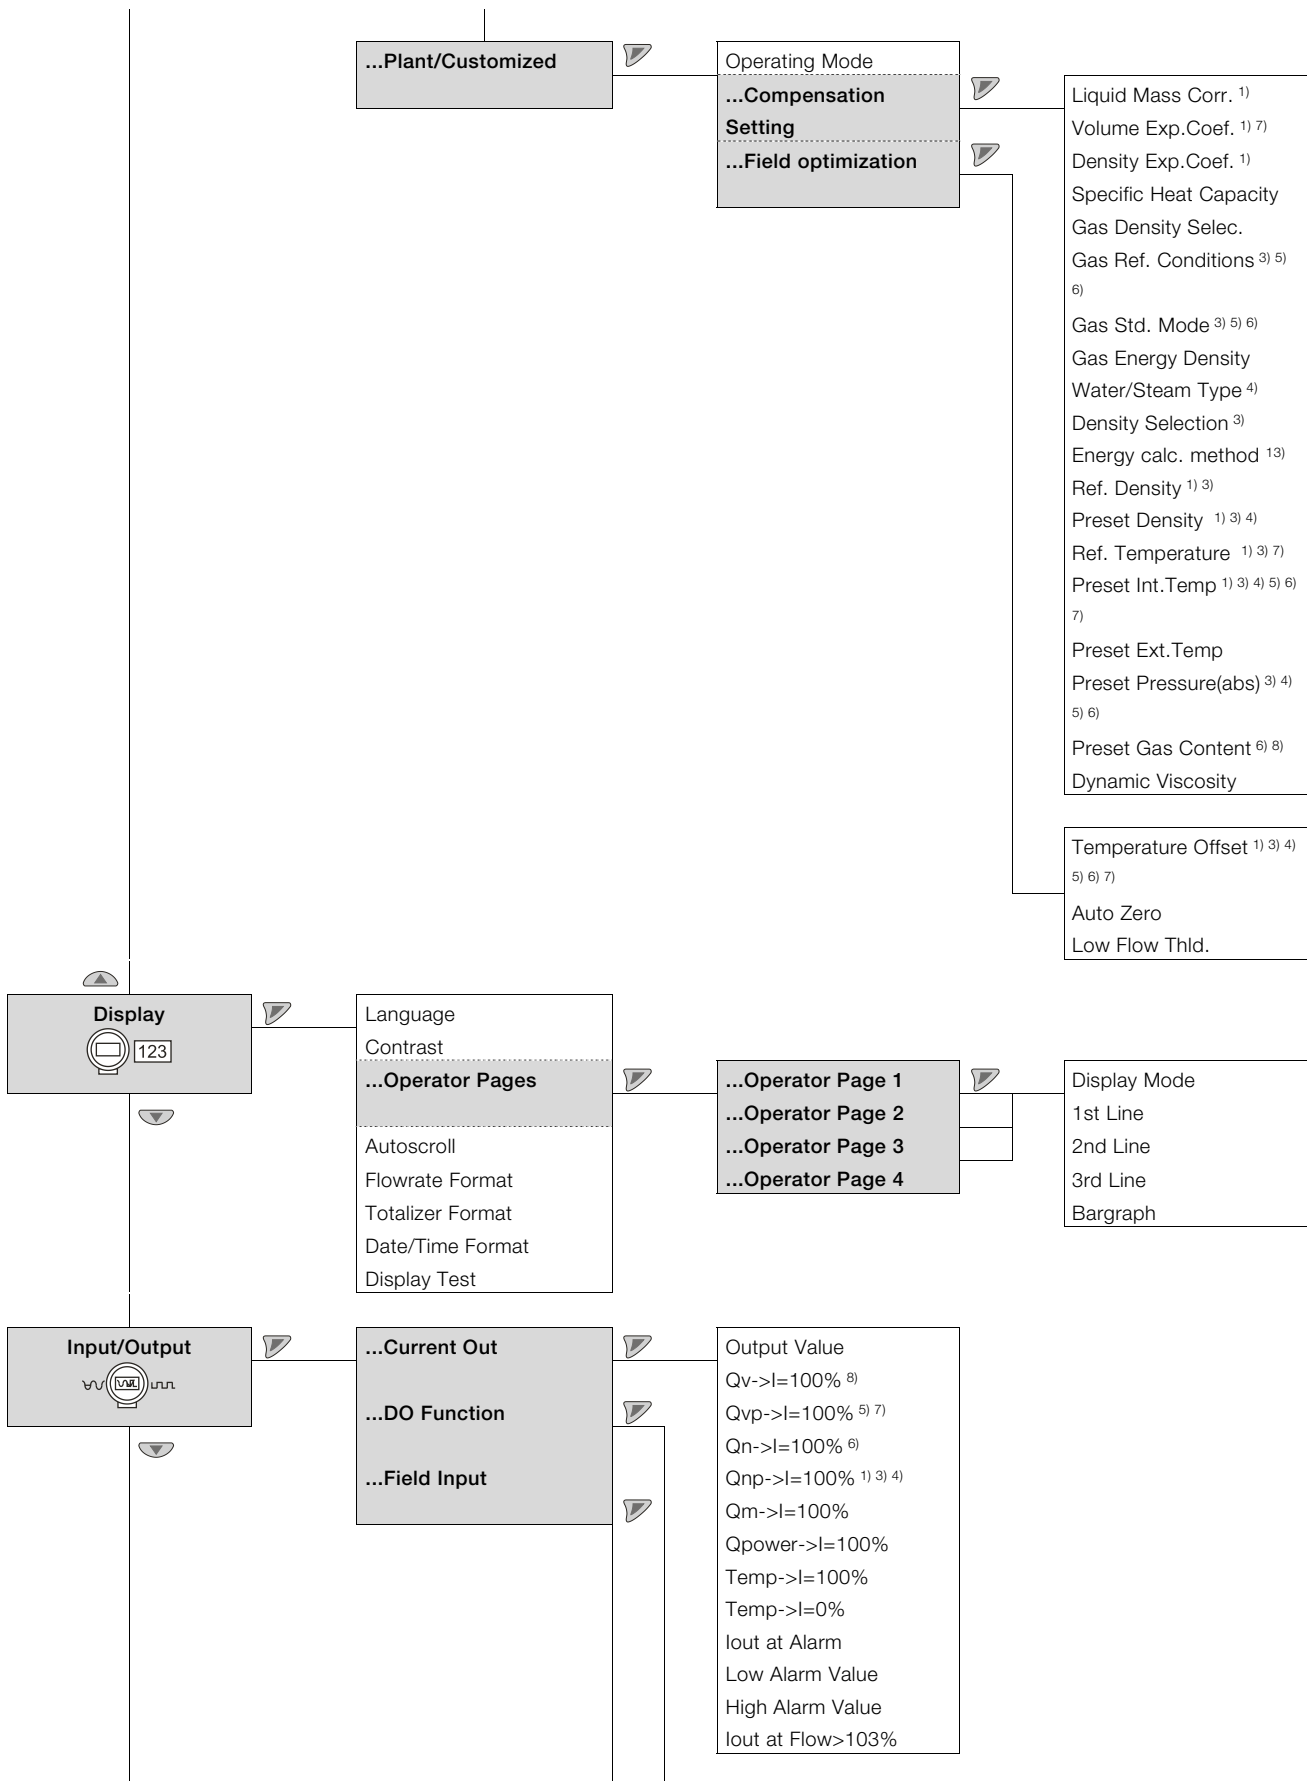 ...Plant/Customized
Operating Mode
...Compensation
Setting
...Field optimization
Liquid Mass Corr. 1)
Volume Exp.Coef. 1) 7)
Density Exp.Coef. 1)
Specific Heat Capacity
Gas Density Selec.
Gas Ref. Conditions 3) 5)
6)
Gas Std. Mode 3) 5) 6)
Gas Energy Density
Water/Steam Type 4)
Density Selection 3)
Energy calc. method 13)
Ref. Density 1) 3)
Preset Density 1) 3) 4)
Ref. Temperature 1) 3) 7)
Preset Int.Temp 1) 3) 4) 5) 6)
7)
Preset Ext.Temp
Preset Pressure(abs) 3) 4)
5) 6)
Preset Gas Content 6) 8)
Dynamic Viscosity
Temperature Offset 1) 3) 4)
5) 6) 7)
Auto Zero
Low Flow Thld.
Display
123
Language
Contrast
...Operator Pages
Autoscroll
Flowrate Format
Totalizer Format
Date/Time Format
Display Test
...Operator Page 1
...Operator Page 2
...Operator Page 3
...Operator Page 4
Display Mode
1st Line
2nd Line
3rd Line
Bargraph
Input/Output
...Current Out
...DO Function
...Field Input
Output Value
Qv->I=100% 8)
Qvp->I=100% 5) 7)
Qn->I=100% 6)
Qnp->I=100% 1) 3) 4)
Qm->I=100%
Qpower->I=100%
Temp->I=100%
Temp->I=0%
Iout at Alarm
Low Alarm Value
High Alarm Value
Iout at Flow>103%